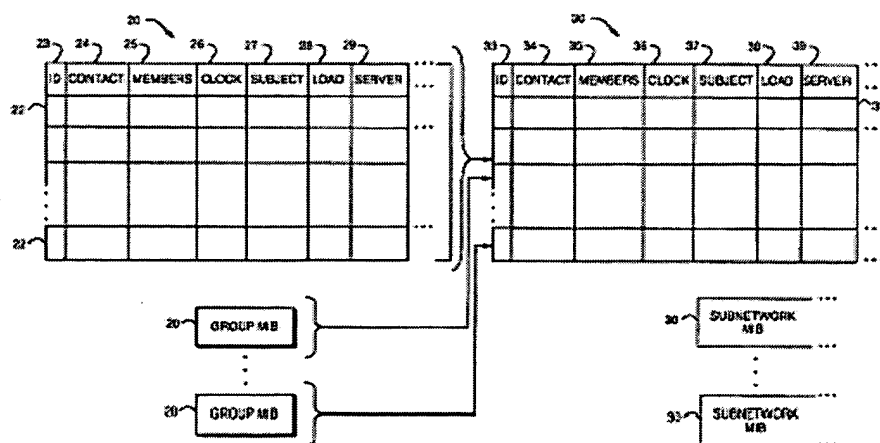 20
30
23 24 25 26 27 28 29
33 34 35 36 37 38 39
ID CONTACT MEMBERS CLOCK SUBJECT LOAD SERVER
ID CONTACT MEMBERS CLOCK SUBJECT LOAD SERVER
22
3
22
20 GROUP MIB
30 SUBNETWORK
MIB
20 GROUP MIB
30 SUBNETWORK
MIB